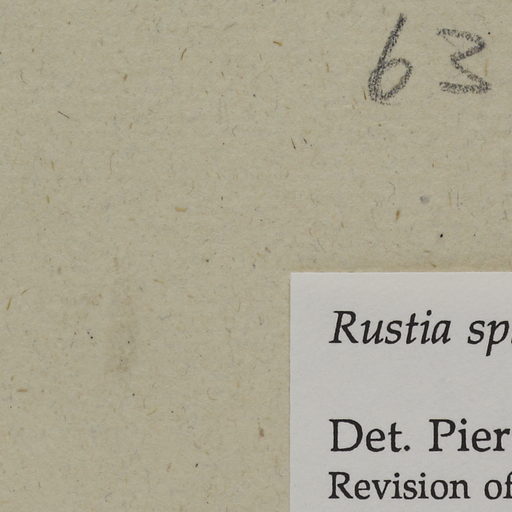 63
Rustia sp
Det. Pier
Revision of